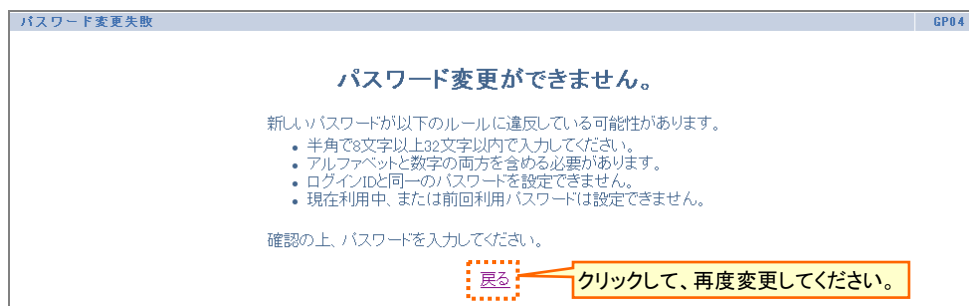 パスワード変更失敗 GP04
パスワード変更ができません。
新しいパスワードが以下のルールに違反している可能性があります。
• 半角で8文字以上32文字以内で入力してください。
• アルファベットと数字の両方を含める必要があります。
• ログインIDと同一のパスワードを設定できません。
• 現在利用中、または前回利用パスワードは設定できません。
確認の上、パスワードを入力してください。
戻る クリックして、再度変更してください。